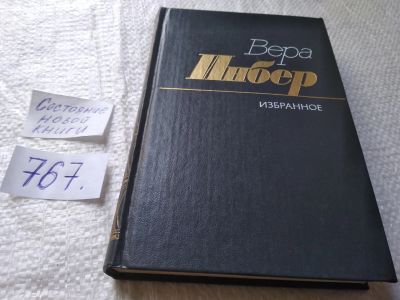 Вера
Инбер
ИЗБРАННОЕ
Состояние
новой
книги
767.